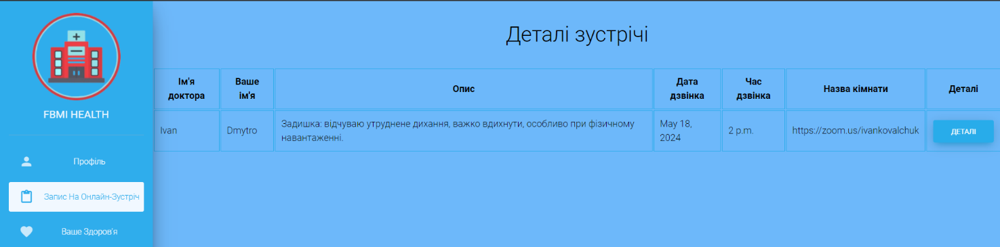 FBMI HEALTH
Профіль
Запис На Онлайн-Зустріч
Ваше Здоров'я
Деталі зустрічі
Ім'я
доктора
Ваше
ім'я
Опис
Дата
дзвінка
Час
дзвінка
Назва кімнати
Деталі
Ivan
Dmytro
Задишка: відчуваю утруднене дихання, важко вдихнути, особливо при фізичному
навантаженні.
May 18,
2024
2 p.m.
https://zoom.us/ivankovalchuk
ДЕТАЛІ